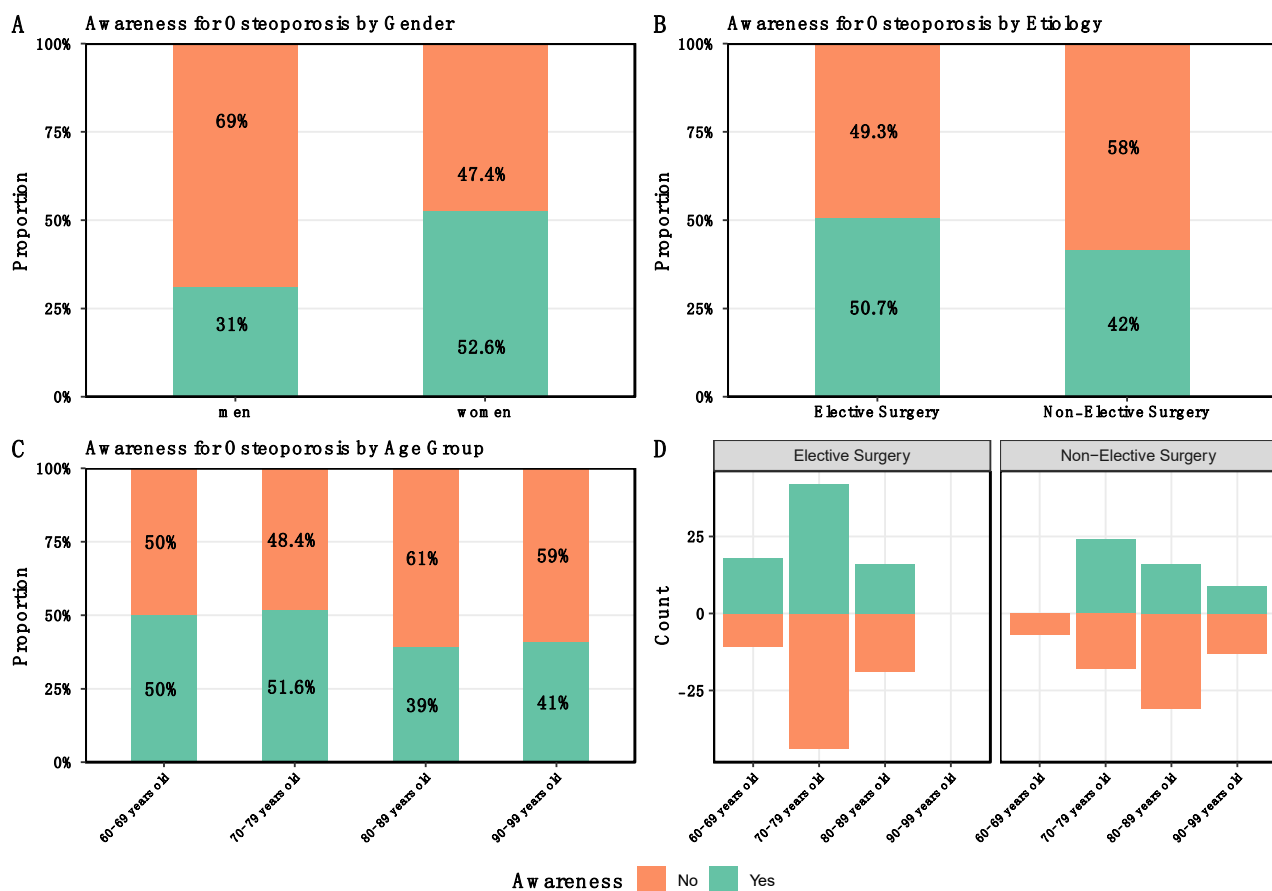 A Awareness for Osteoporosis by Gender
100%
75%
50%
25%
0%
Proportion
69%
31%
47.4%
52.6%
men women
B Awareness for Osteoporosis by Etiology
100%
75%
50%
25%
0%
Proportion
49.3%
50.7%
58%
42%
Elective Surgery Non-Elective Surgery
C Awareness for Osteoporosis by Age Group
100%
75%
50%
25%
0%
Proportion
50%
50%
48.4%
51.6%
61%
39%
59%
41%
60-69 years old
70-79 years old
80-89 years old
90-99 years old
D
Elective Surgery
Non−Elective Surgery
25
0
-25
Count
60-69 years old
70-79 years old
80-89 years old
90-99 years old
60-69 years old
70-79 years old
80-89 years old
90-99 years old
Awareness No Yes